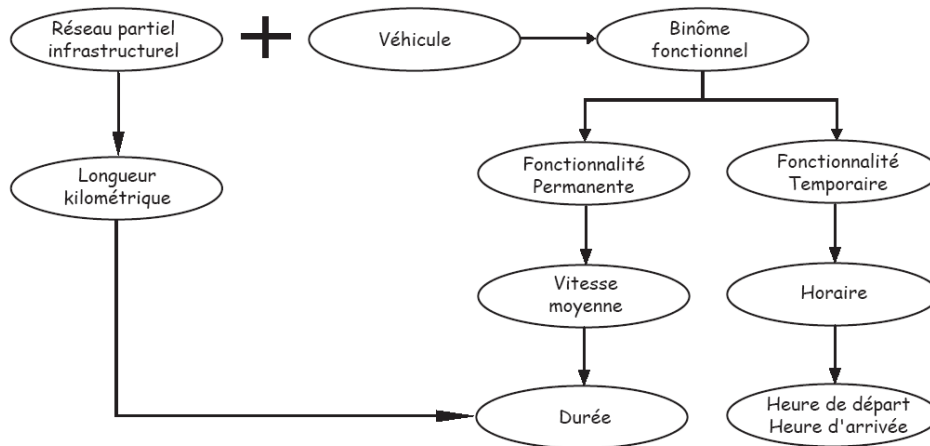 Réseau partiel
infrastructurel
+
Véhicule
Binôme
fonctionnel
Longueur
kilométrique
Fonctionnalité
Permanente
Fonctionnalité
Temporaire
Vitesse
moyenne
Horaire
Durée
Heure de départ
Heure d'arrivée